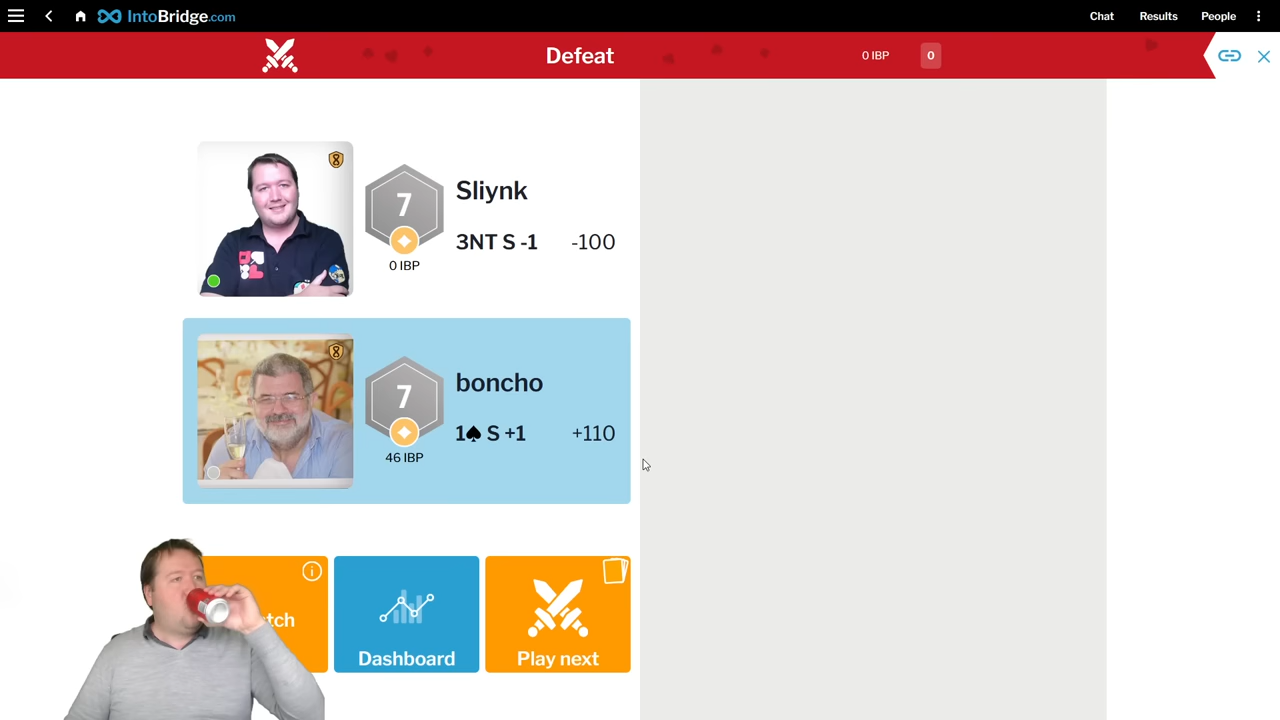 IntoBridge.com
Chat
Results
People
Defeat
0 IBP
0
7
Sliynk
3NT S -1
-100
0 IBP
7
boncho
1♠ S +1
+110
46 IBP
Dashboard
Play next